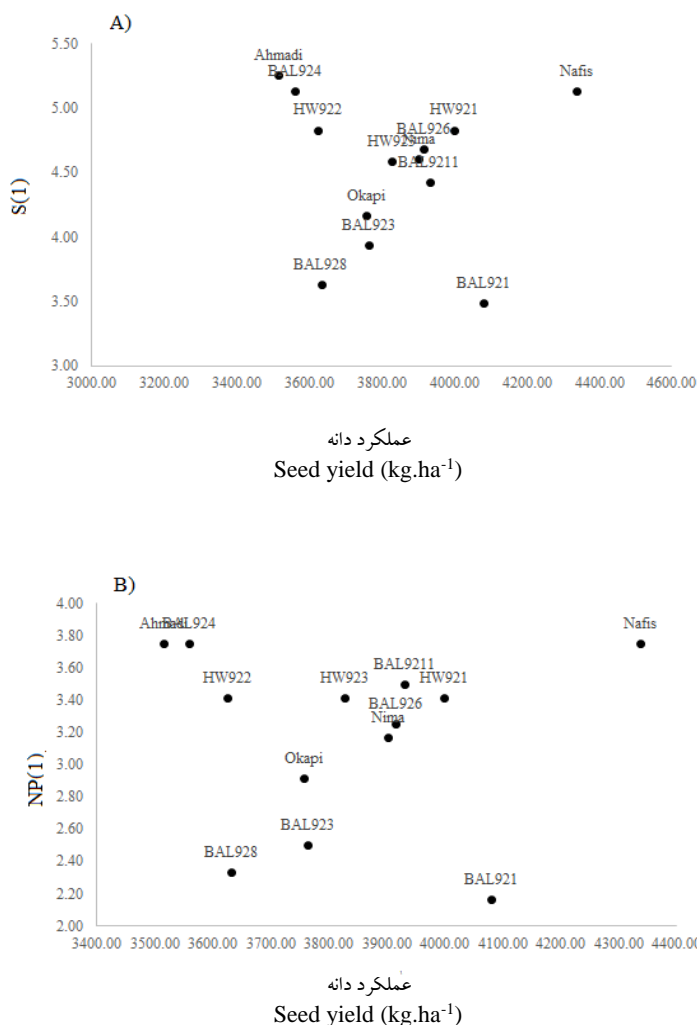 A)
5.50
5.00
4.50
4.00
3.50
3.00
S(1)
Ahmadi
BAL924
Nafis
HW922
HW921
BAL926
HW923
Nima
BAL9211
Okapi
BAL923
BAL928
BAL921
3000.00 3200.00 3400.00 3600.00 3800.00 4000.00 4200.00 4400.00 4600.00
عملکرد دانه
Seed yield (kg.ha-1)
B)
4.00
3.80
3.60
3.40
3.20
3.00
2.80
2.60
2.40
2.20
2.00
NP(1)
Ahmadi
BAL924
Nafis
BAL9211
HW922
HW923
HW921
BAL926
Nima
Okapi
BAL923
BAL928
BAL921
3400.00 3500.00 3600.00 3700.00 3800.00 3900.00 4000.00 4100.00 4200.00 4300.00 4400.00
عملکرد دانه
Seed yield (kg.ha-1)